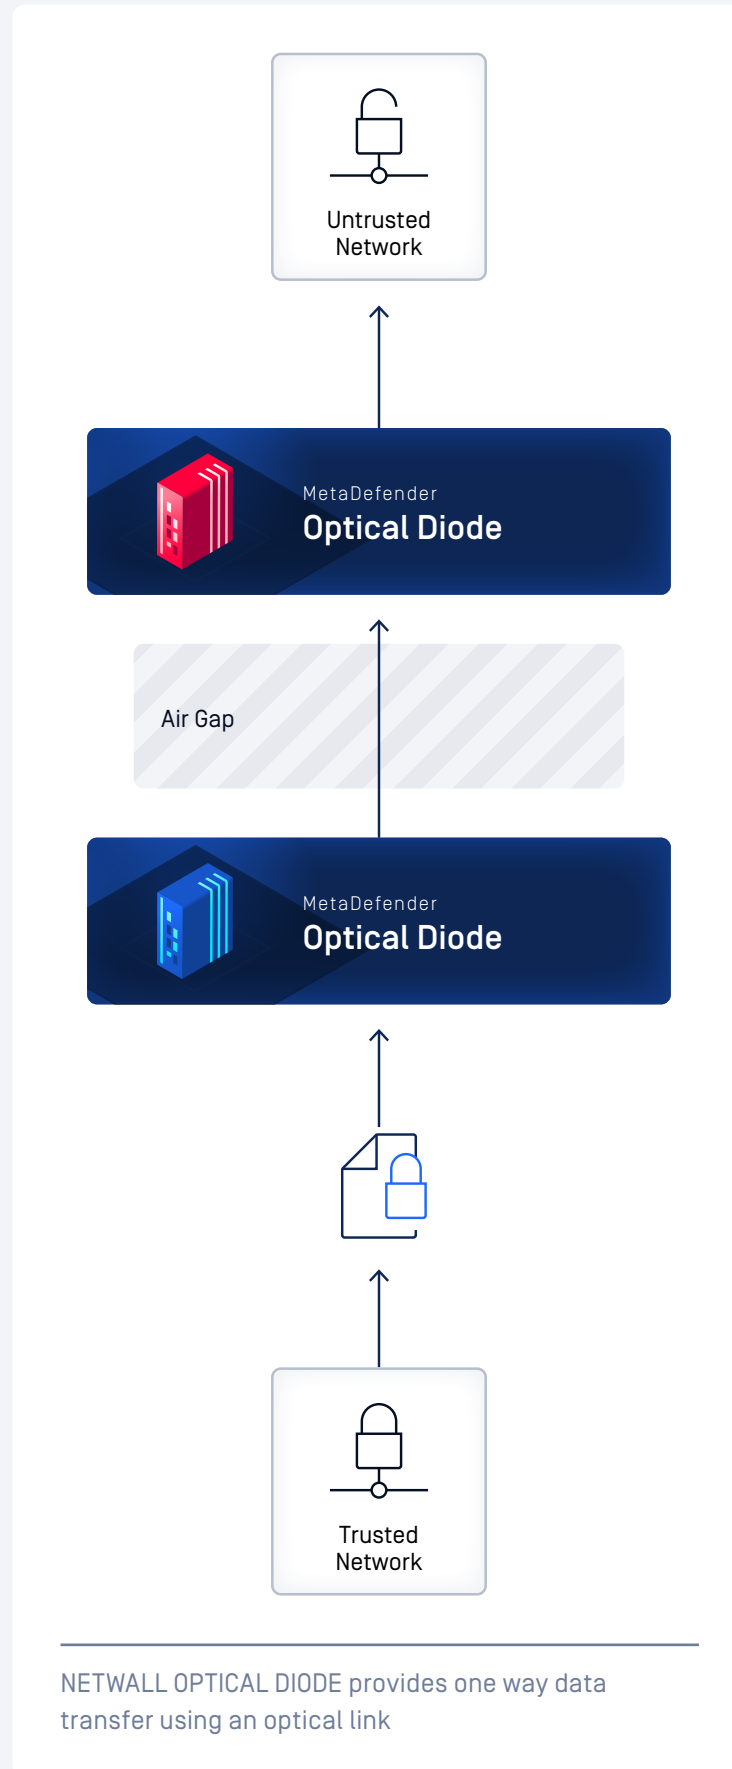 Untrusted
Network
MetaDefender
Optical Diode
Air Gap
MetaDefender
Optical Diode
Trusted
Network
NETWALL OPTICAL DIODE provides one way data
transfer using an optical link